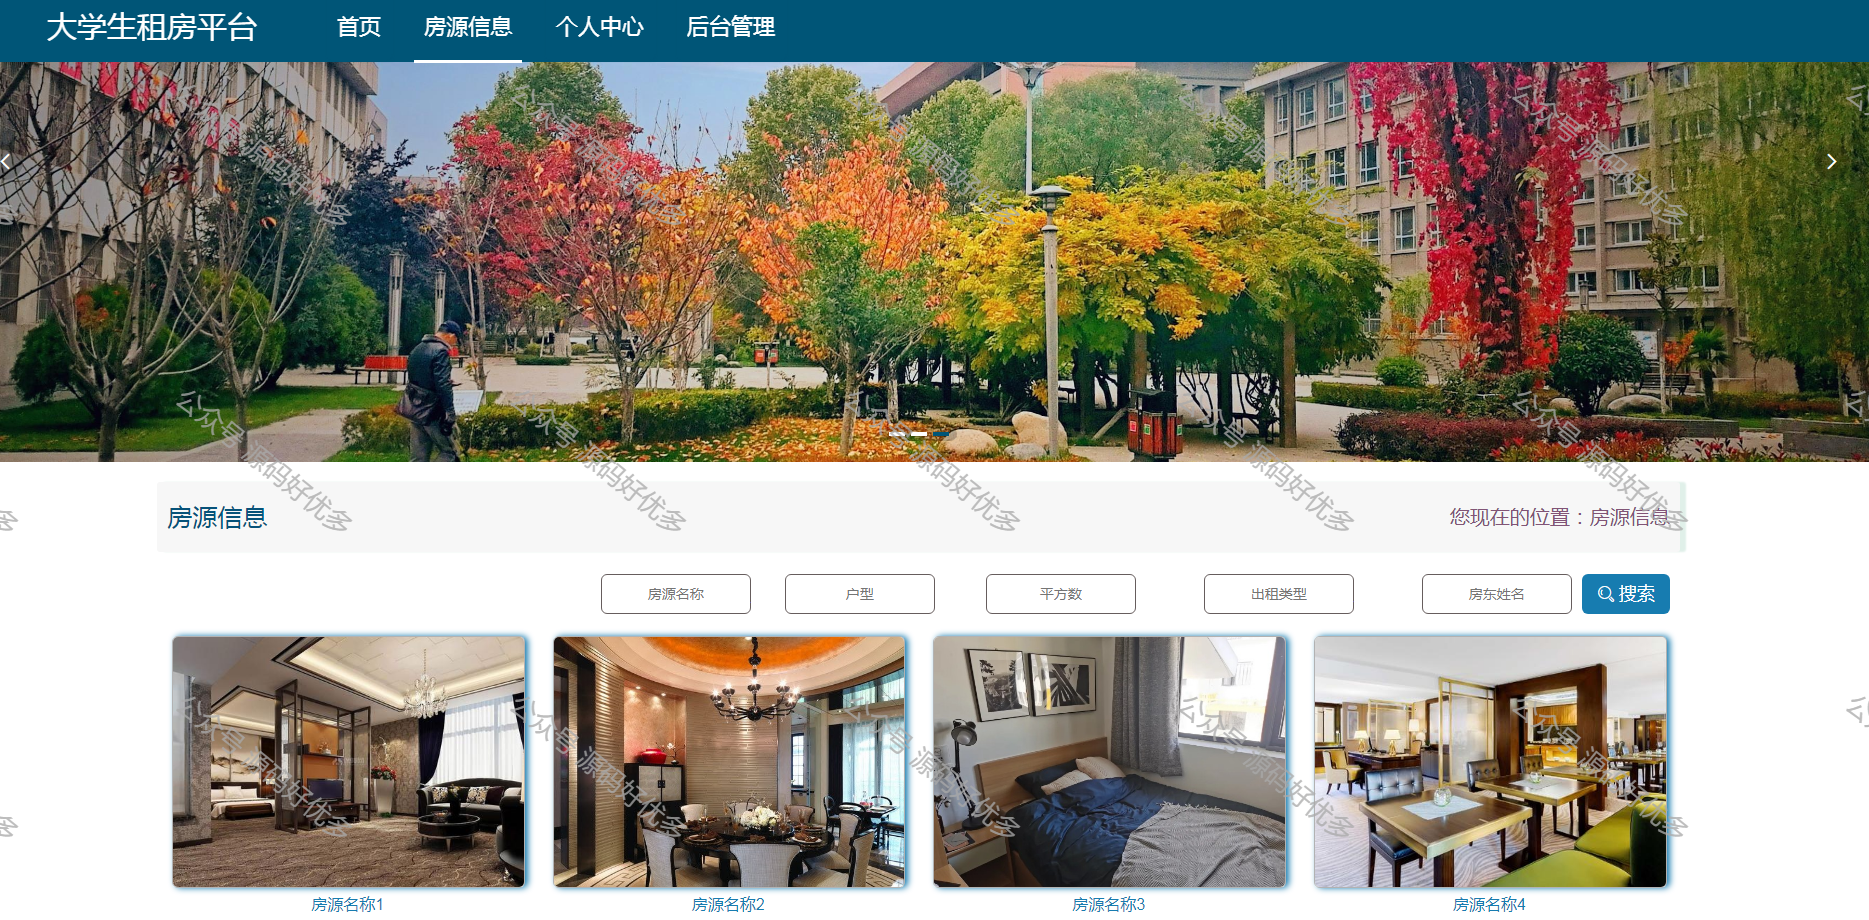 大学生租房平台 首页 房源信息 个人中心 后台管理
房源信息 您现在的位置：房源信息
房源名称 户型 平方数 出租类型 房东姓名 搜索
房源名称1 房源名称2 房源名称3 房源名称4
公众号 源码好优多